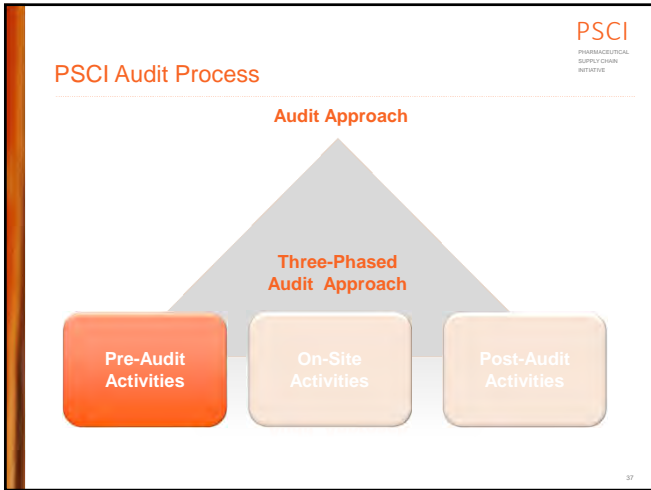 PSCI
PHARMACEUTICAL
SUPPLY CHAIN
INITIATIVE
PSCI Audit Process
Audit Approach
Three-Phased
Audit Approach
Pre-Audit
Activities
On-Site
Activities
Post-Audit
Activities
37